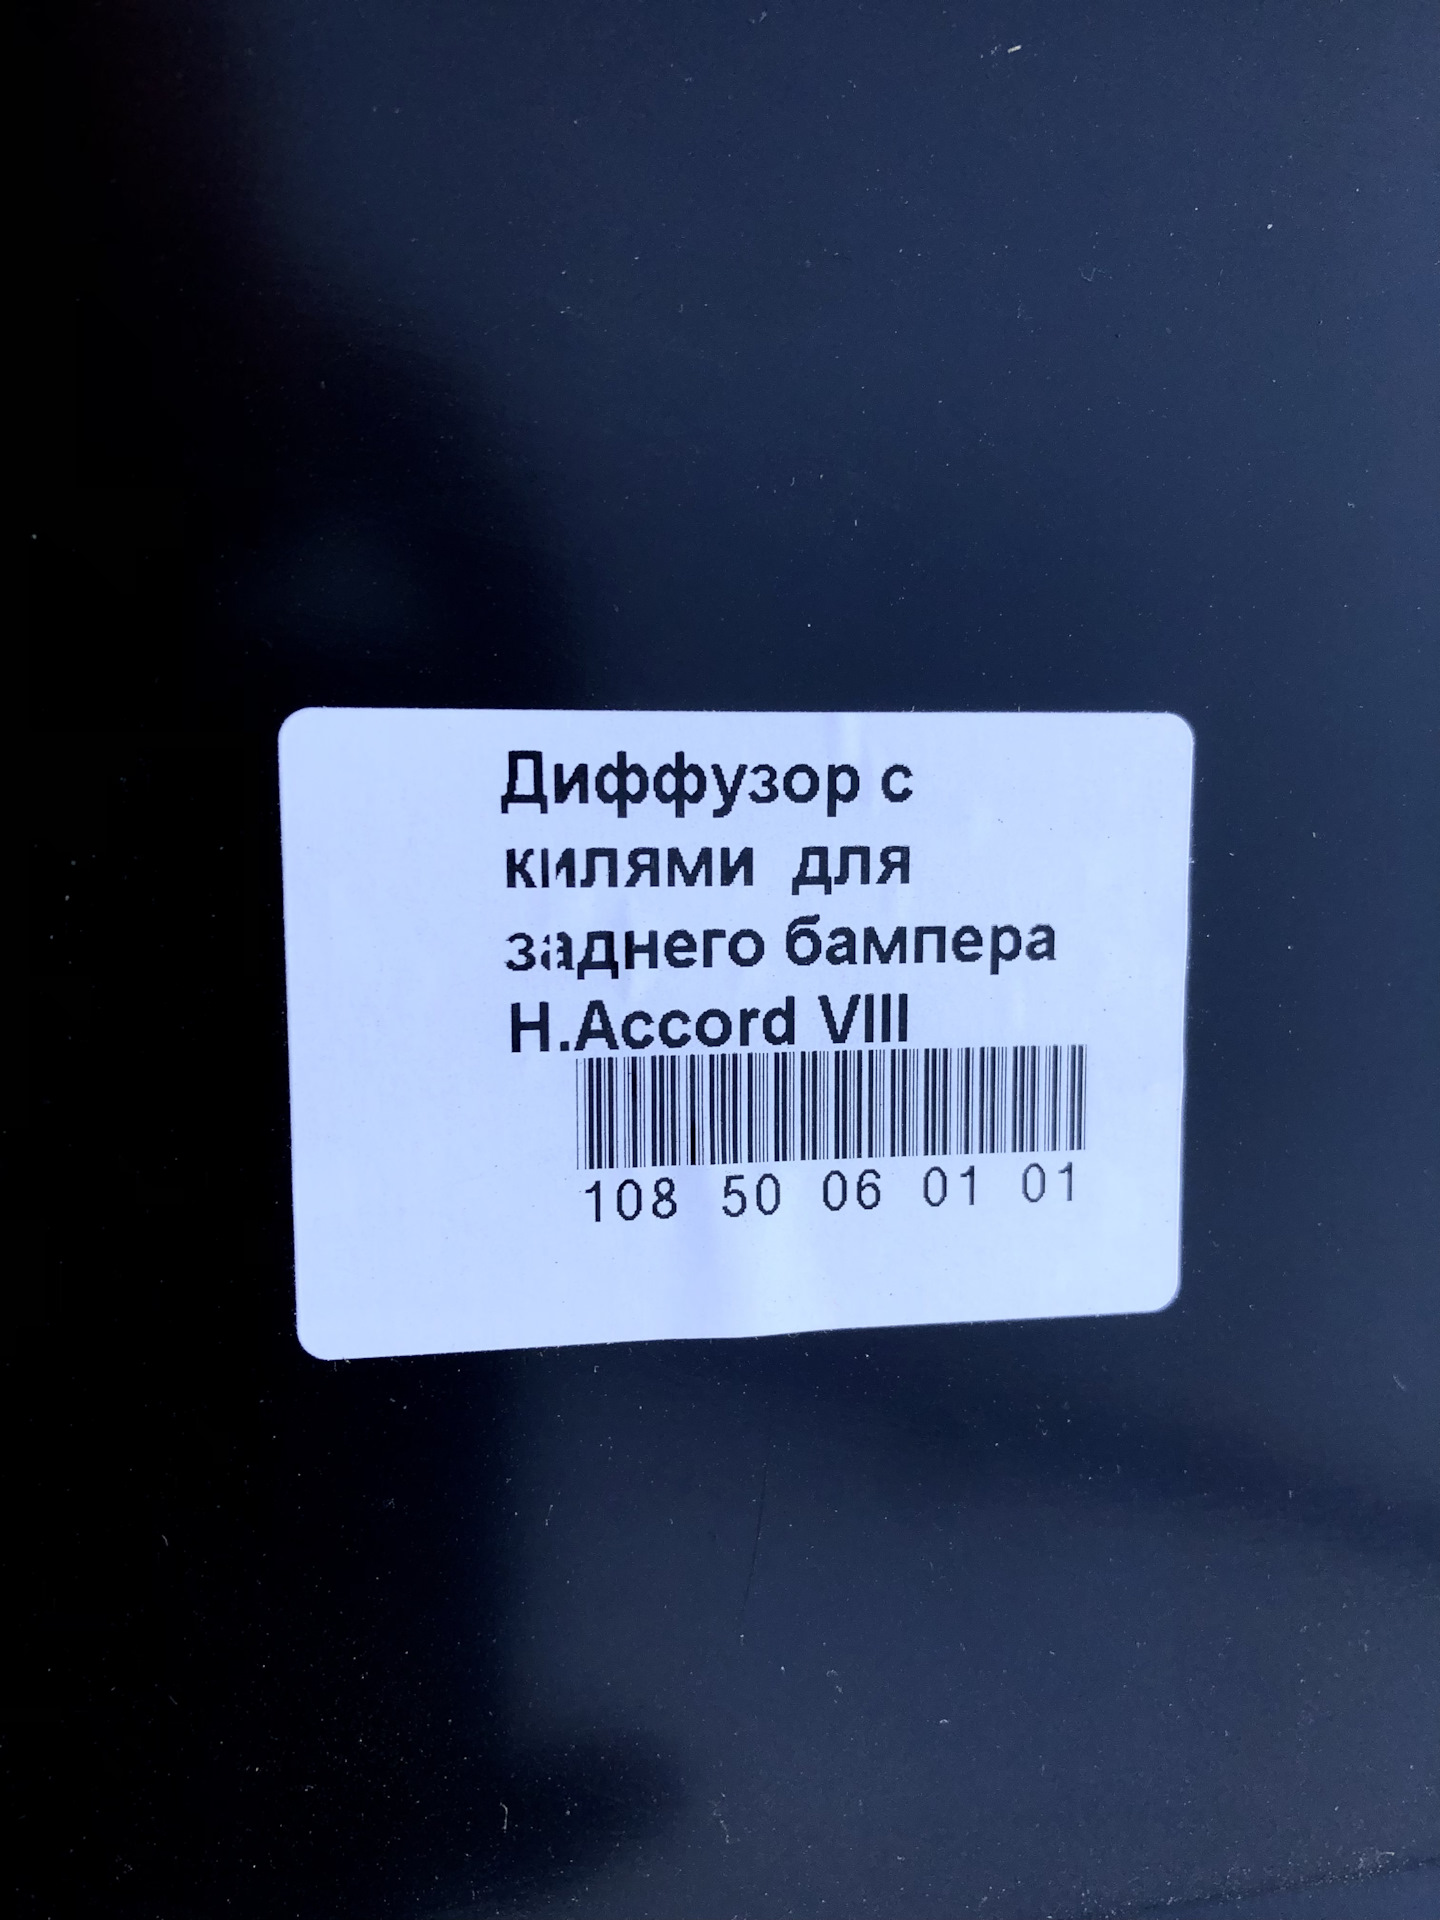 Диффузор с
килями для
заднего бампера
H.Accord VIII
108 50 06 01 01